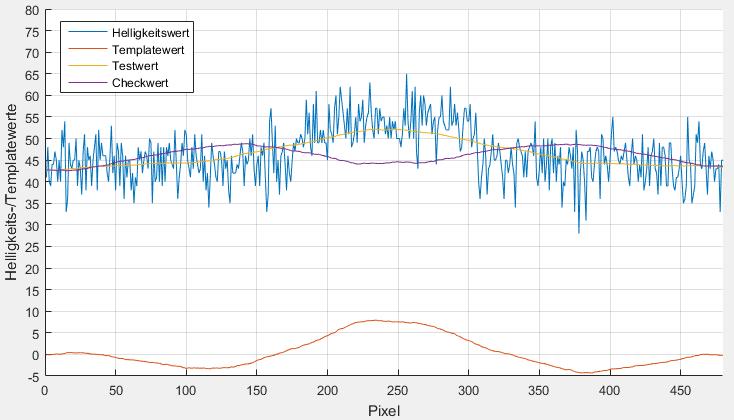 80
75
70
65
60
55
50
45
40
35
30
25
20
15
10
5
0
-5
Helligkeits-/Templatewerte
Helligkeitswert
Templatewert
Testwert
Checkwert
0 50 100 150 200 250 300 350 400 450
Pixel